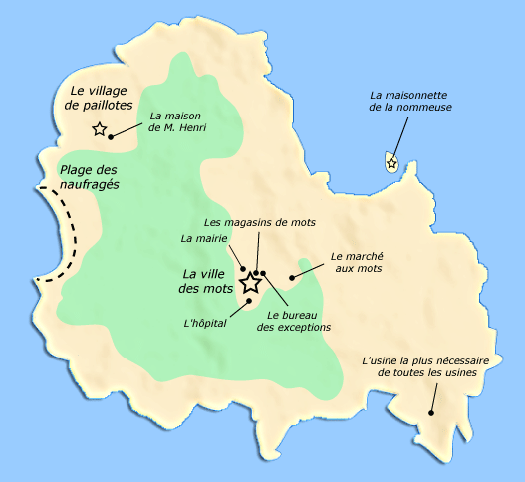 Le village
de paillotes
La maison
de M. Henri
La maisonnette
de la nommeuse
Plage des
naufragés
Les magasins de mots
La mairie
La ville
des mots
Le marché
aux mots
L'hôpital
Le bureau
des exceptions
L'usine la plus nécessaire
de toutes les usines